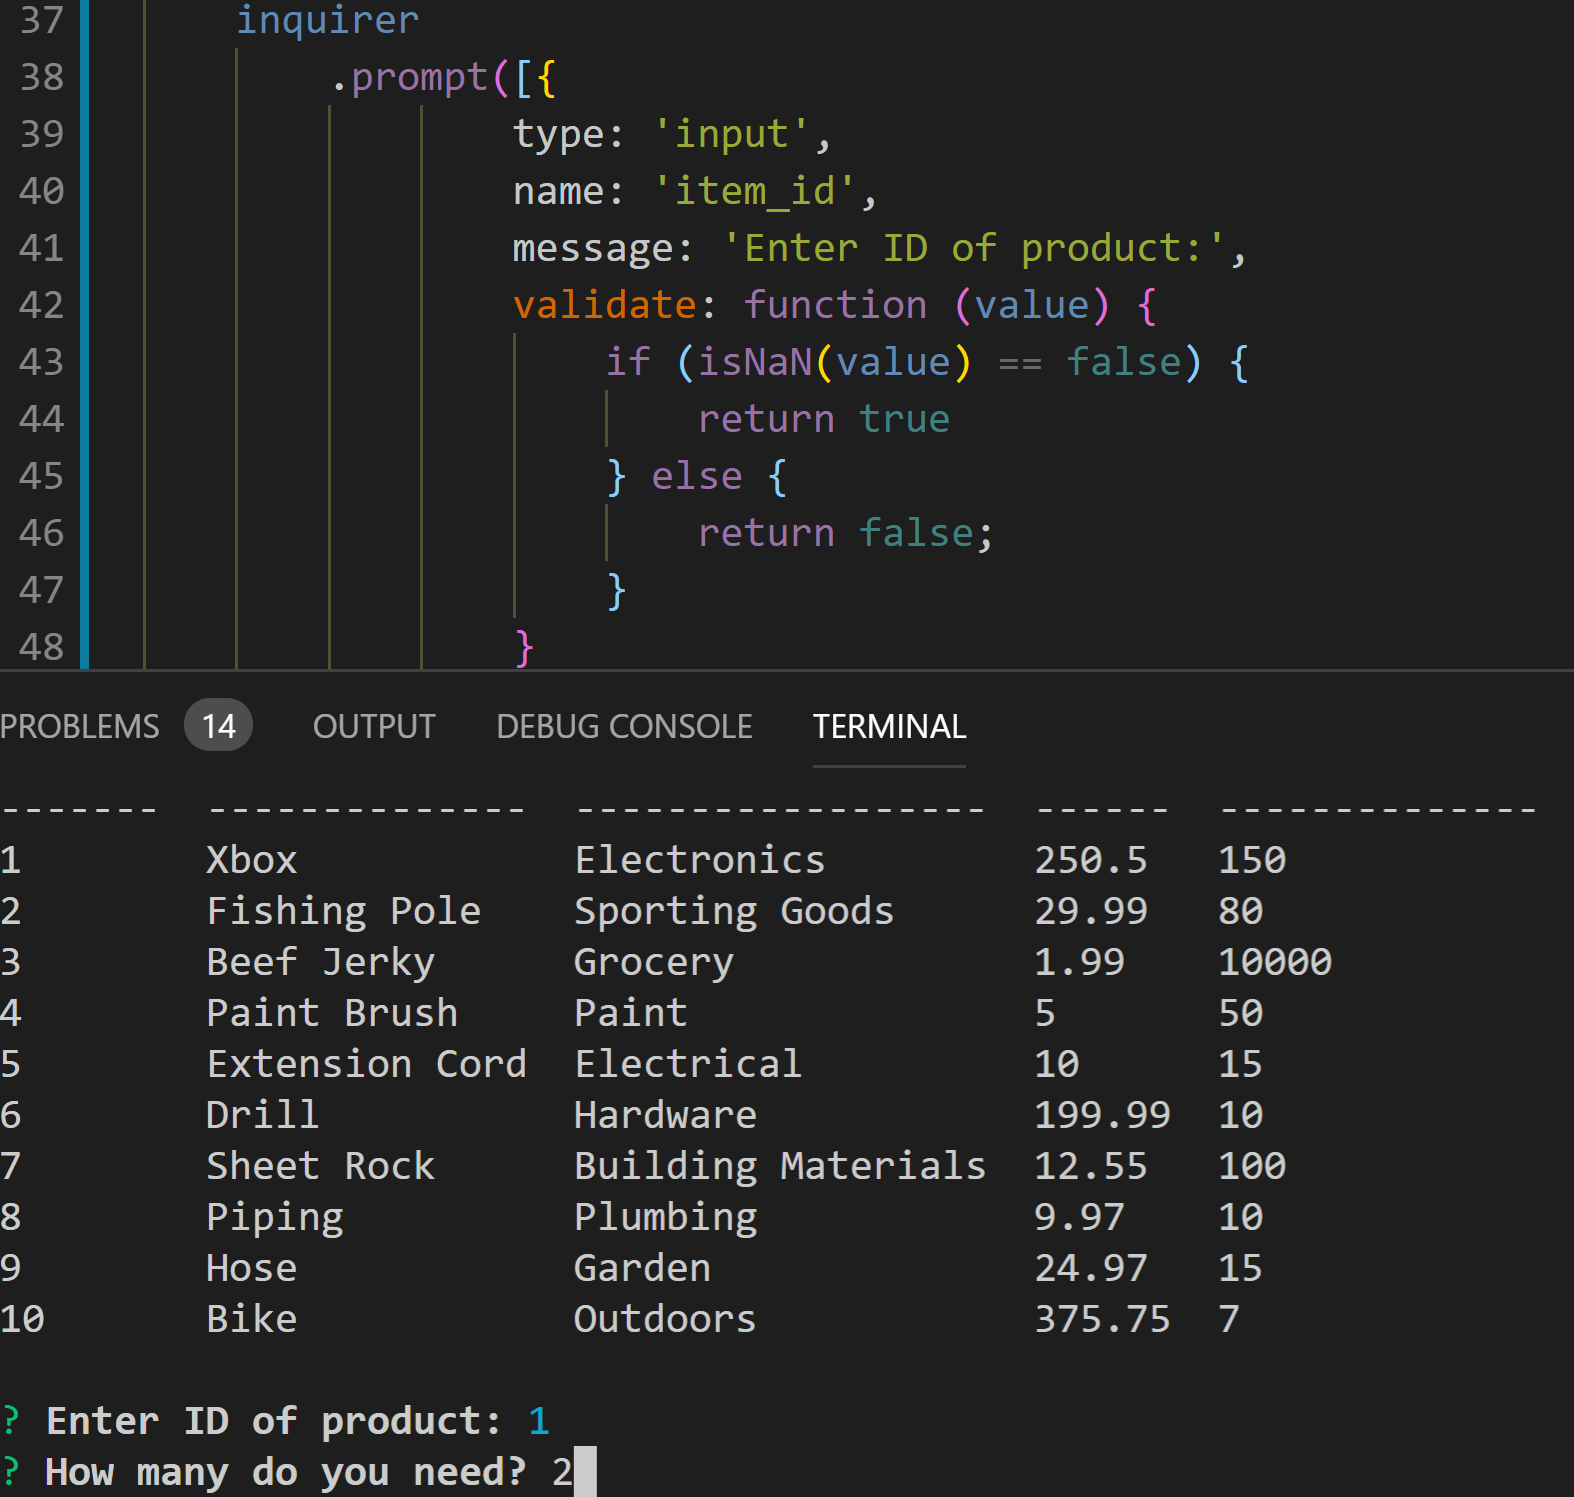 37 inquirer
38 .prompt([{
39 type: 'input',
40 name: 'item_id',
41 message: 'Enter ID of product:',
42 validate: function (value) {
43 if (isNaN(value) == false) {
44 return true
45 } else {
46 return false;
47 }
48 }
PROBLEMS 14 OUTPUT DEBUG CONSOLE TERMINAL
------- -------------- ------------------ ------ --------------
1 Xbox Electronics 250.5 150
2 Fishing Pole Sporting Goods 29.99 80
3 Beef Jerky Grocery 1.99 10000
4 Paint Brush Paint 5 50
5 Extension Cord Electrical 10 15
6 Drill Hardware 199.99 10
7 Sheet Rock Building Materials 12.55 100
8 Piping Plumbing 9.97 10
9 Hose Garden 24.97 15
10 Bike Outdoors 375.75 7
? Enter ID of product: 1
? How many do you need? 2